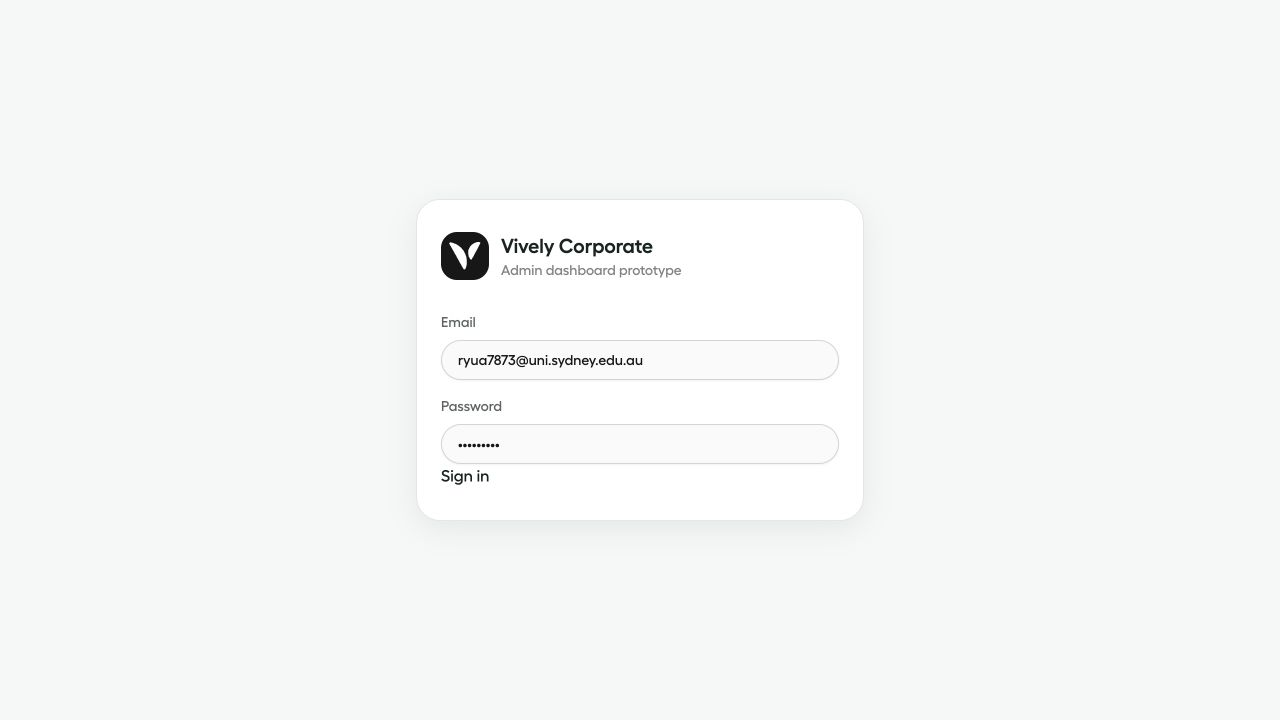 Vively Corporate
Admin dashboard prototype
Email
ryua7873@uni.sydney.edu.au
Password
•••••••••
Sign in